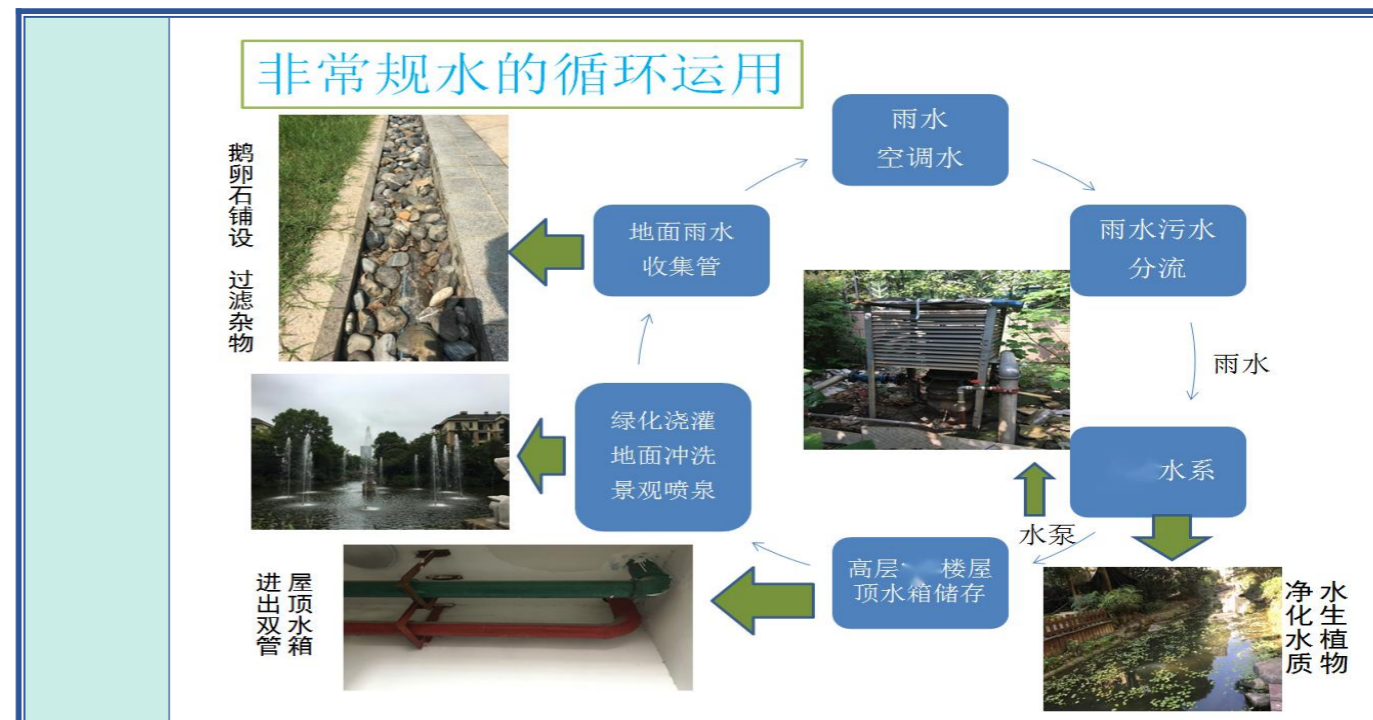 非常规水的循环运用
雨水
空调水
雨水污水
分流
雨水
水系
水泵
高层 楼屋
顶水箱储存
绿化浇灌
地面冲洗
景观喷泉
地面雨水
收集管
鹅卵石铺设 过滤杂物
屋顶水箱
进出双管
水生植物
净化水质